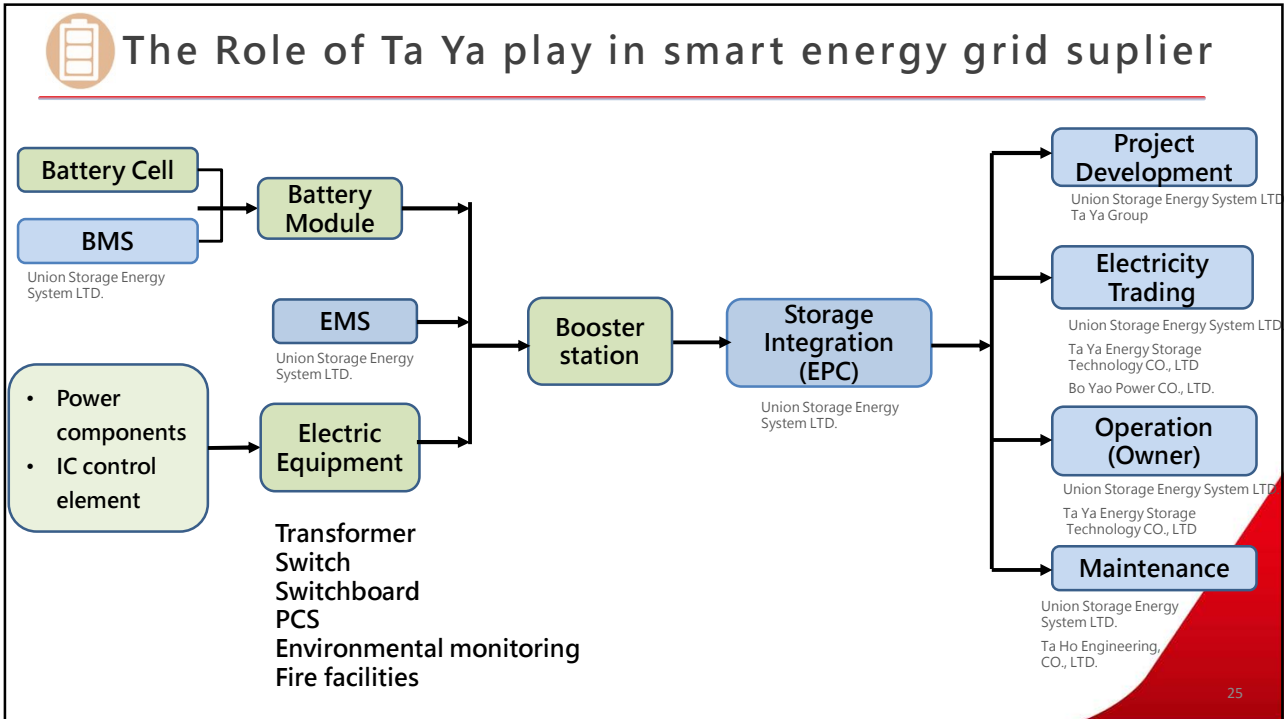 The Role of Ta Ya play in smart energy grid suplier
Battery Cell
BMS
Union Storage Energy
System LTD.
Battery
Module
EMS
Union Storage Energy
System LTD.
• Power
components
• IC control
element
Electric
Equipment
Transformer
Switch
Switchboard
PCS
Environmental monitoring
Fire facilities
Booster
station
Storage
Integration
(EPC)
Union Storage Energy
System LTD.
Project
Development
Union Storage Energy System LTD
Ta Ya Group
Electricity
Trading
Union Storage Energy System LTD
Ta Ya Energy Storage
Technology CO., LTD
Bo Yao Power CO., LTD.
Operation
(Owner)
Union Storage Energy System LTD
Ta Ya Energy Storage
Technology CO., LTD
Maintenance
Union Storage Energy
System LTD.
Ta Ho Engineering,
CO., LTD.
25